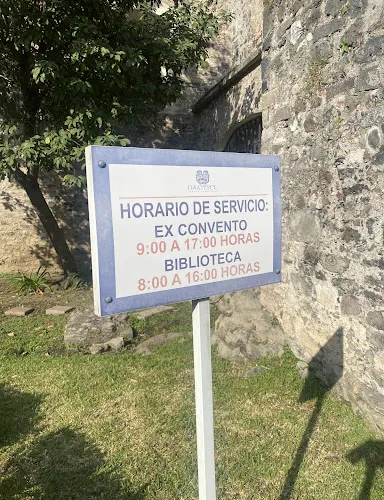 HORARIO DE SERVICIO:
EX CONVENTO
9:00 A 17:00 HORAS
BIBLIOTECA
8:00 A 16:00 HORAS